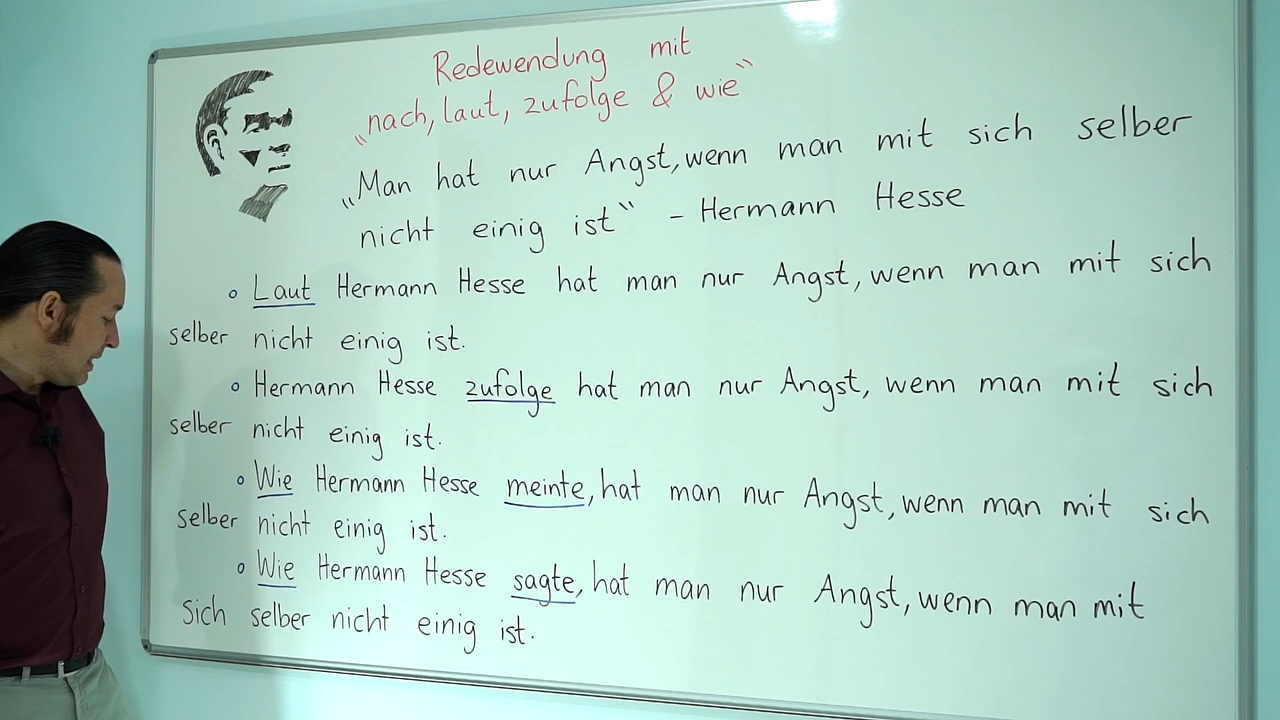 Redewendung mit
„nach, laut, zufolge & wie“
„Man hat nur Angst, wenn man mit sich selber
nicht einig ist“ - Hermann Hesse
◦ Laut Hermann Hesse hat man nur Angst, wenn man mit sich
selber nicht einig ist.
◦ Hermann Hesse zufolge hat man nur Angst, wenn man mit sich
selber nicht einig ist.
◦ Wie Hermann Hesse meinte, hat man nur Angst, wenn man mit sich
selber nicht einig ist.
◦ Wie Hermann Hesse sagte, hat man nur Angst, wenn man mit
sich selber nicht einig ist.